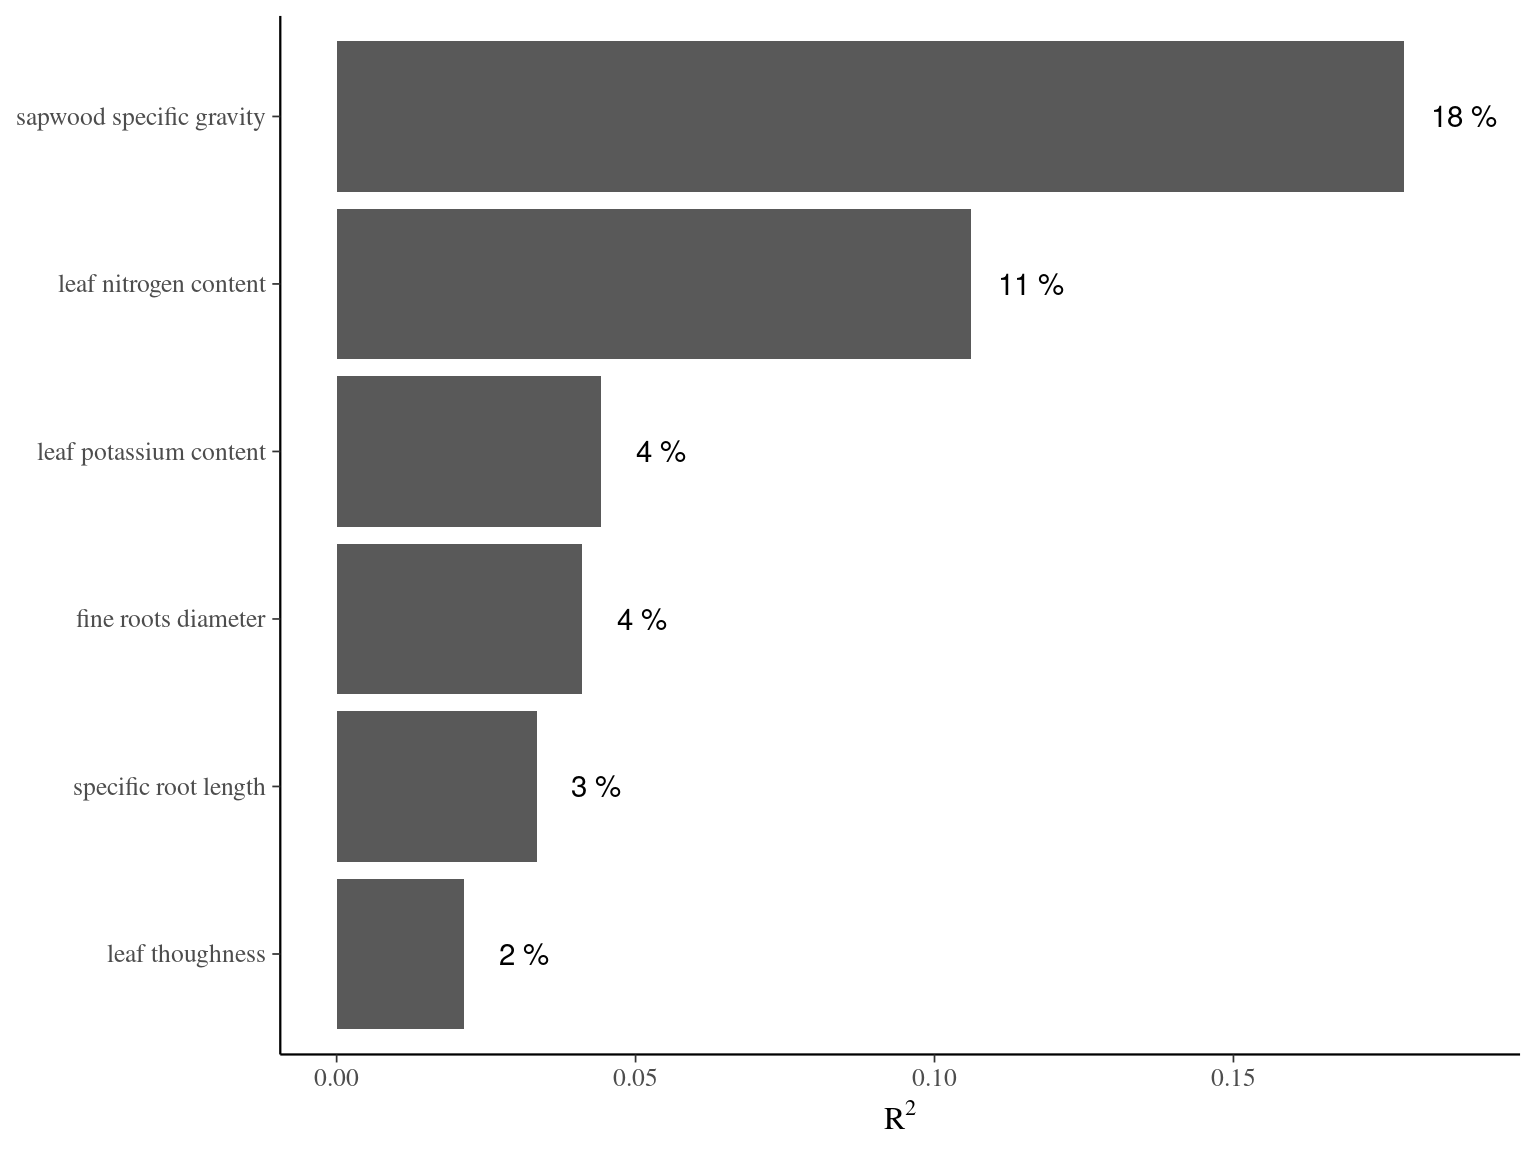 sapwood specific gravity
18 %
leaf nitrogen content
11 %
leaf potassium content
4 %
fine roots diameter
4 %
specific root length
3 %
leaf thoughness
2 %
0.00 0.05 0.10 0.15
R²